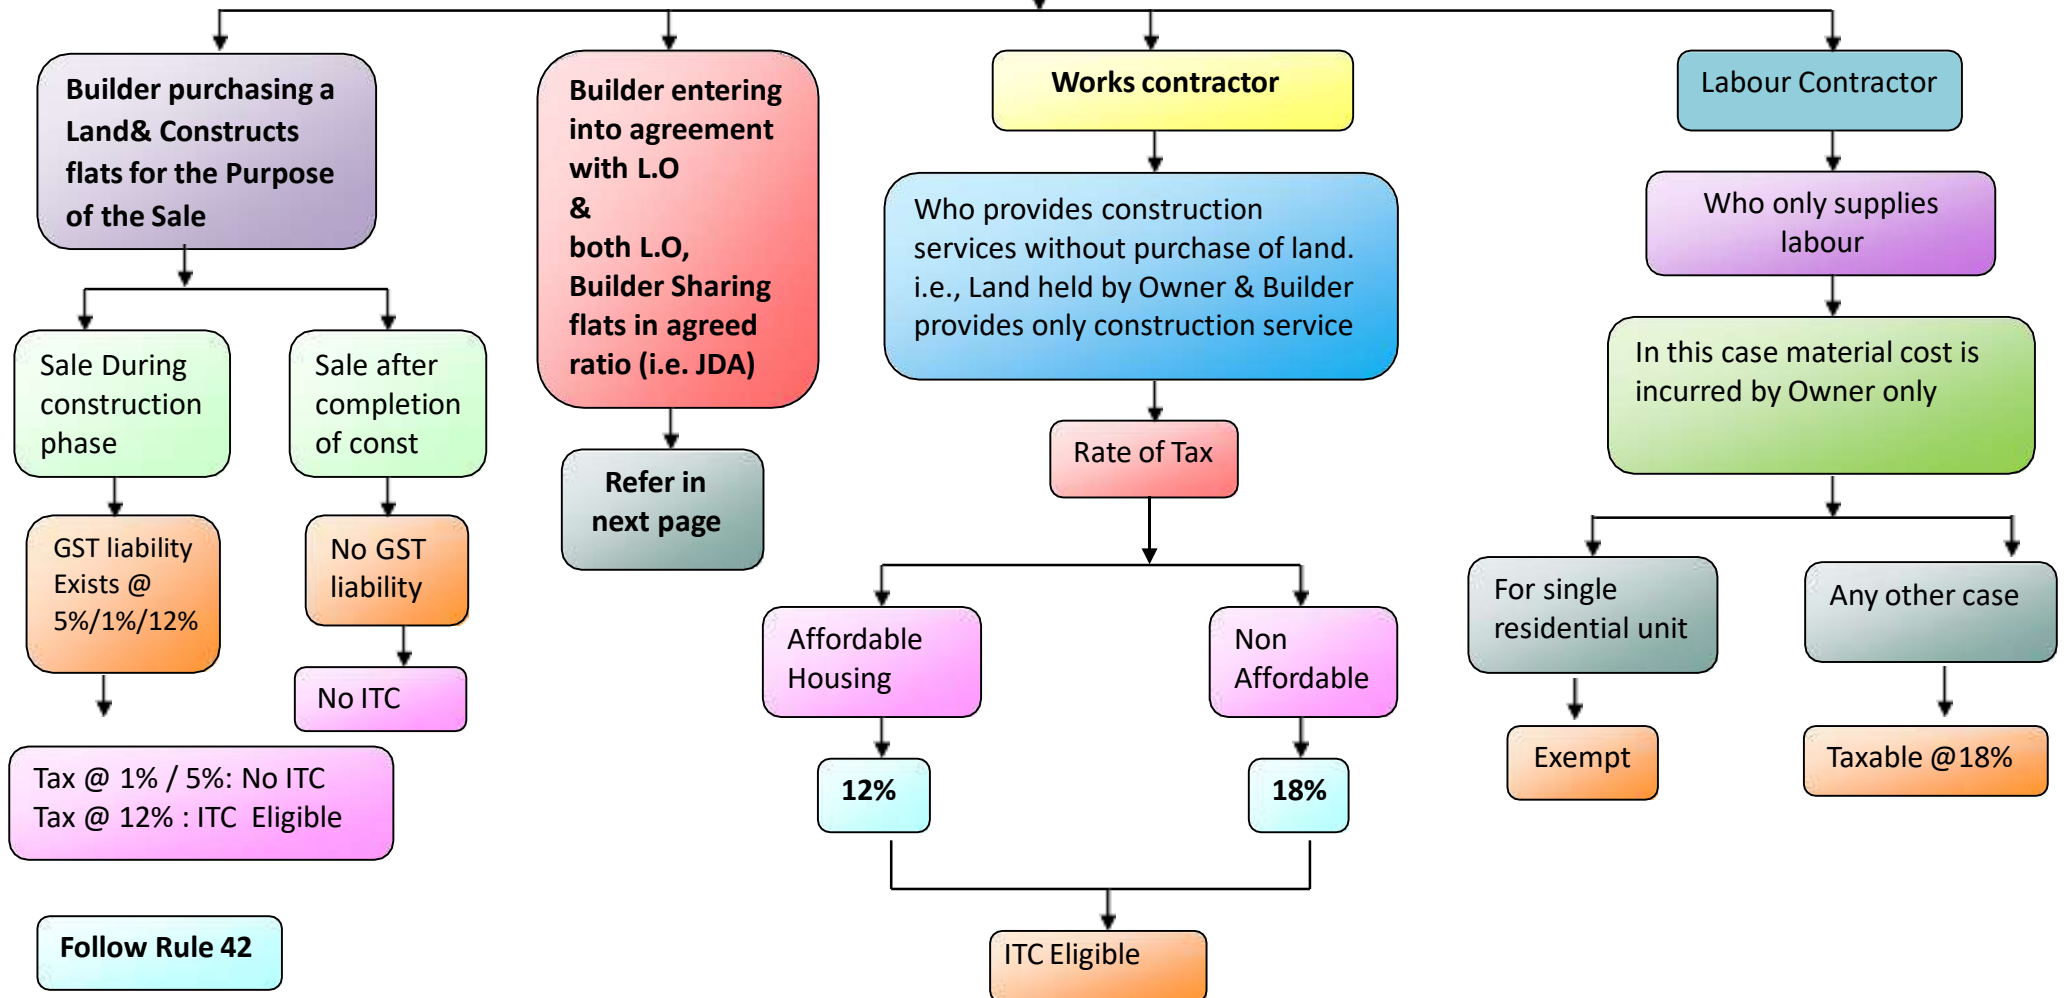 Builder purchasing a
Land& Constructs
flats for the Purpose
of the Sale
Sale During
construction
phase
GST liability
Exists @
5%/1%/12%
Tax @ 1% / 5%: No ITC
Tax @ 12% : ITC Eligible
Follow Rule 42
Sale after
completion
of const
No GST
liability
No ITC
Builder entering
into agreement
with L.O
&
both L.O,
Builder Sharing
flats in agreed
ratio (i.e. JDA)
Refer in
next page
Works contractor
Who provides construction
services without purchase of land.
i.e., Land held by Owner & Builder
provides only construction service
Rate of Tax
Affordable
Housing
12%
Non
Affordable
18%
ITC Eligible
Labour Contractor
Who only supplies
labour
In this case material cost is
incurred by Owner only
For single
residential unit
Exempt
Any other case
Taxable @18%